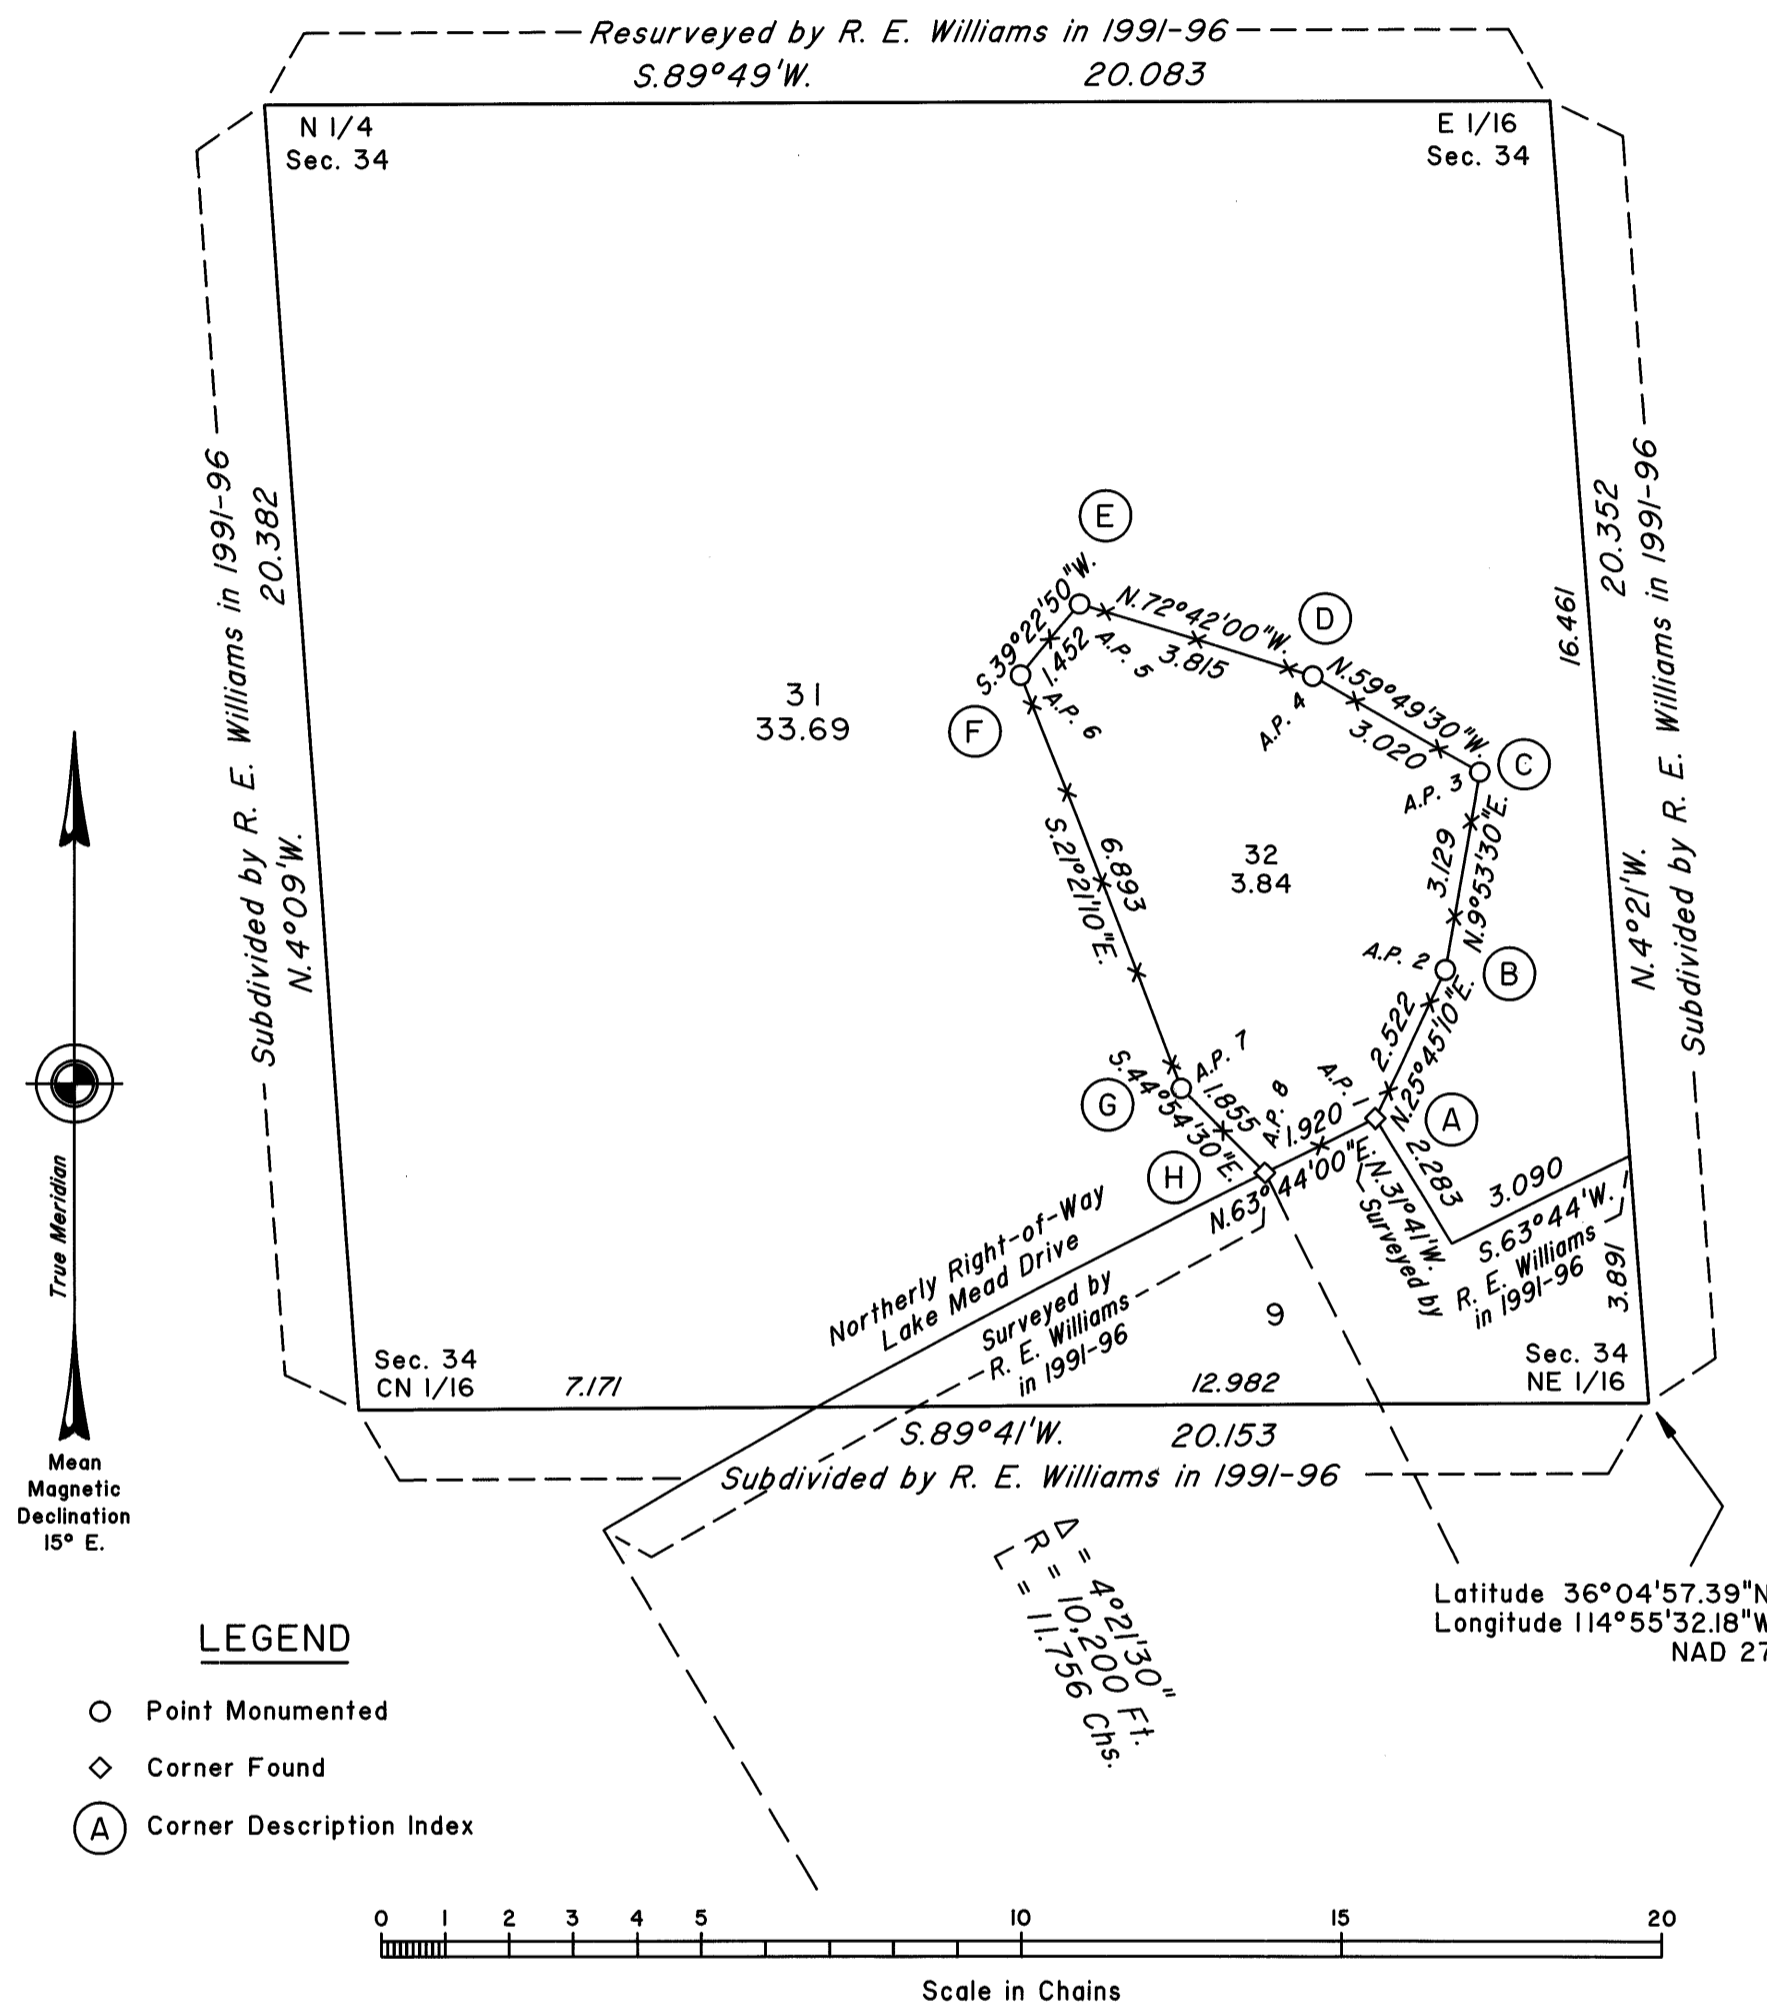 Resurveyed by R. E. Williams in 1991-96
S.89°49'W. 20.083
N 1/4
Sec. 34
E 1/16
Sec. 34
Subdivided by R. E. Williams in 1991-96
20.382
N.4°09'W.
Subdivided by R. E. Williams in 1991-96
20.352
16.461
N.4°21'W.
3.891
E
N.72°42'00"W.
3.815
A.P. 5
D
N.59°49'30"W.
3.020
A.P. 4
S.39°22'50"W.
1.452
F
A.P. 6
C
A.P. 3
3.129
N.9°53'30"E.
31
33.69
32
3.84
6.893
S.21°21'10"E.
A.P. 2
B
2.522
N.25°45'10"E.
A.P. 1
A
A.P. 7
G
1.855
S.44°54'30"E.
A.P. 8
H
1.920
N.63°44'00"E.
2.283
N.31°41'W.
Surveyed by
3.090
S.63°44'W.
R. E. Williams
in 1991-96
Northerly Right-of-Way
Lake Mead Drive
Surveyed by
R. E. Williams
in 1991-96
9
Sec. 34
CN 1/16
7.171
12.982
Sec. 34
NE 1/16
S.89°41'W. 20.153
Subdivided by R. E. Williams in 1991-96
Δ = 4°21'30"
R = 10,200 Ft.
L = 11.756 Chs.
Latitude 36°04'57.39"N
Longitude 114°55'32.18"W
NAD 27
True Meridian
Mean
Magnetic
Declination
15° E.
LEGEND
Point Monumented
Corner Found
A Corner Description Index
0 1 2 3 4 5 10 15 20
Scale in Chains